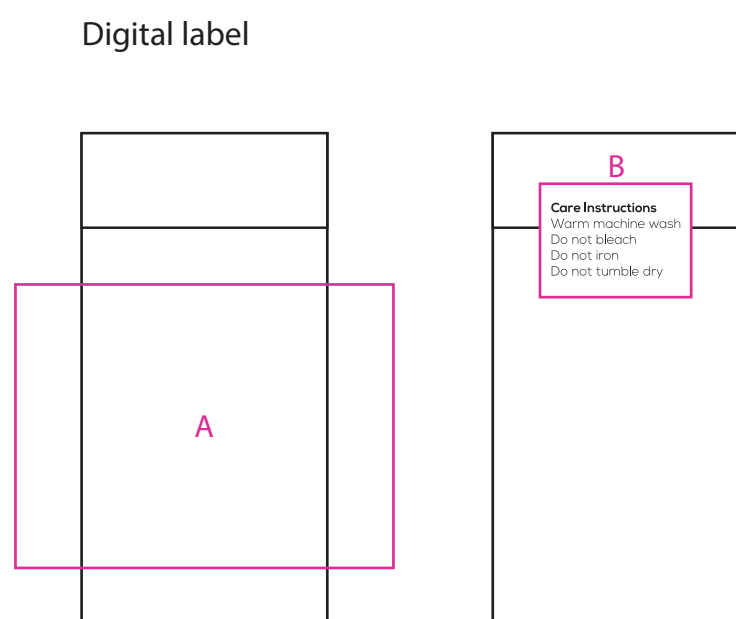 Digital label
B
Care Instructions
Warm machine wash
Do not bleach
Do not iron
Do not tumble dry
A